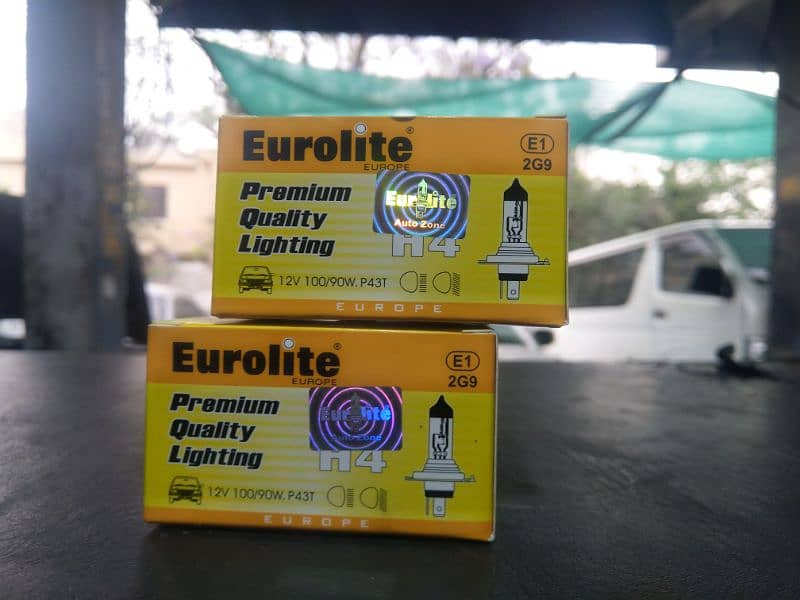 Eurolite®
EUROPE
E1
2G9
Premium
Quality
Lighting
Eurolite
Auto Zone
H4
12V 100/90W. P43T
EUROPE
Eurolite®
EUROPE
E1
2G9
Premium
Quality
Lighting
Eurolite
Auto Zone
H4
12V 100/90W. P43T
EUROPE